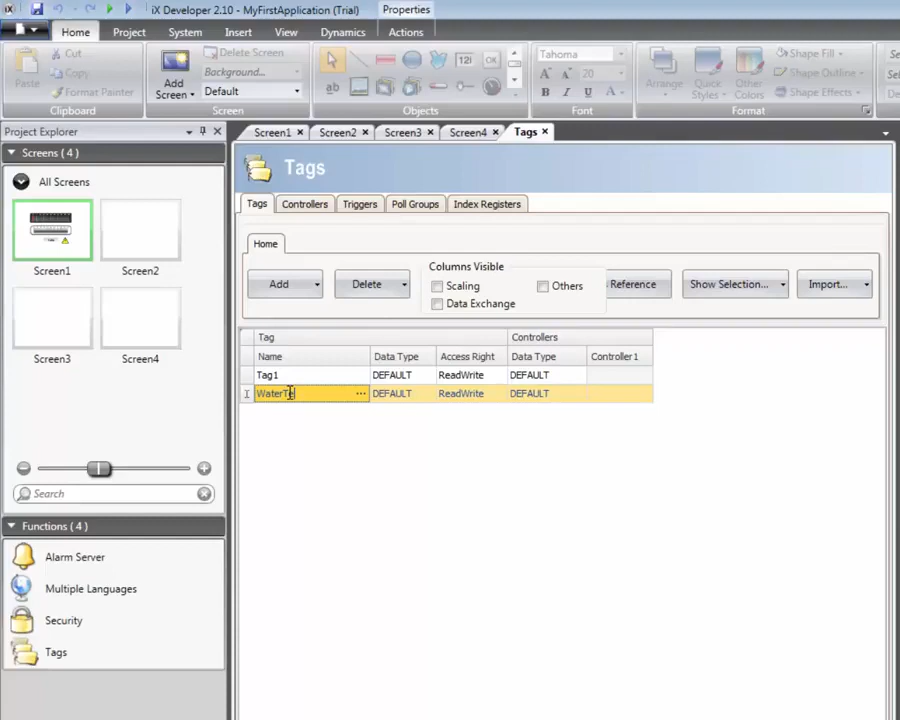 iX Developer 2.10 - MyFirstApplication (Trial)
Properties
Home Project System Insert View Dynamics Actions
Paste
Cut
Copy
Format Painter
Clipboard
Add Screen
Delete Screen
Background...
Default
Screen
ab
123
OK
Objects
Tahoma
A A 20
B I U A
Font
Arrange
Quick Styles
Other Colors
Shape Fill
Shape Outline
Shape Effects
Format
Project Explorer
Screens ( 4 )
All Screens
Screen1
Screen2
Screen3
Screen4
Search
Functions ( 4 )
Alarm Server
Multiple Languages
Security
Tags
Screen1 Screen2 Screen3 Screen4 Tags
Tags
Tags Controllers Triggers Poll Groups Index Registers
Home
Add
Delete
Columns Visible
Scaling
Others
Data Exchange
Reference
Show Selection...
Import...
Tag Controllers
Name Data Type Access Right Data Type Controller1
Tag1 DEFAULT ReadWrite DEFAULT
WaterTe ... DEFAULT ReadWrite DEFAULT